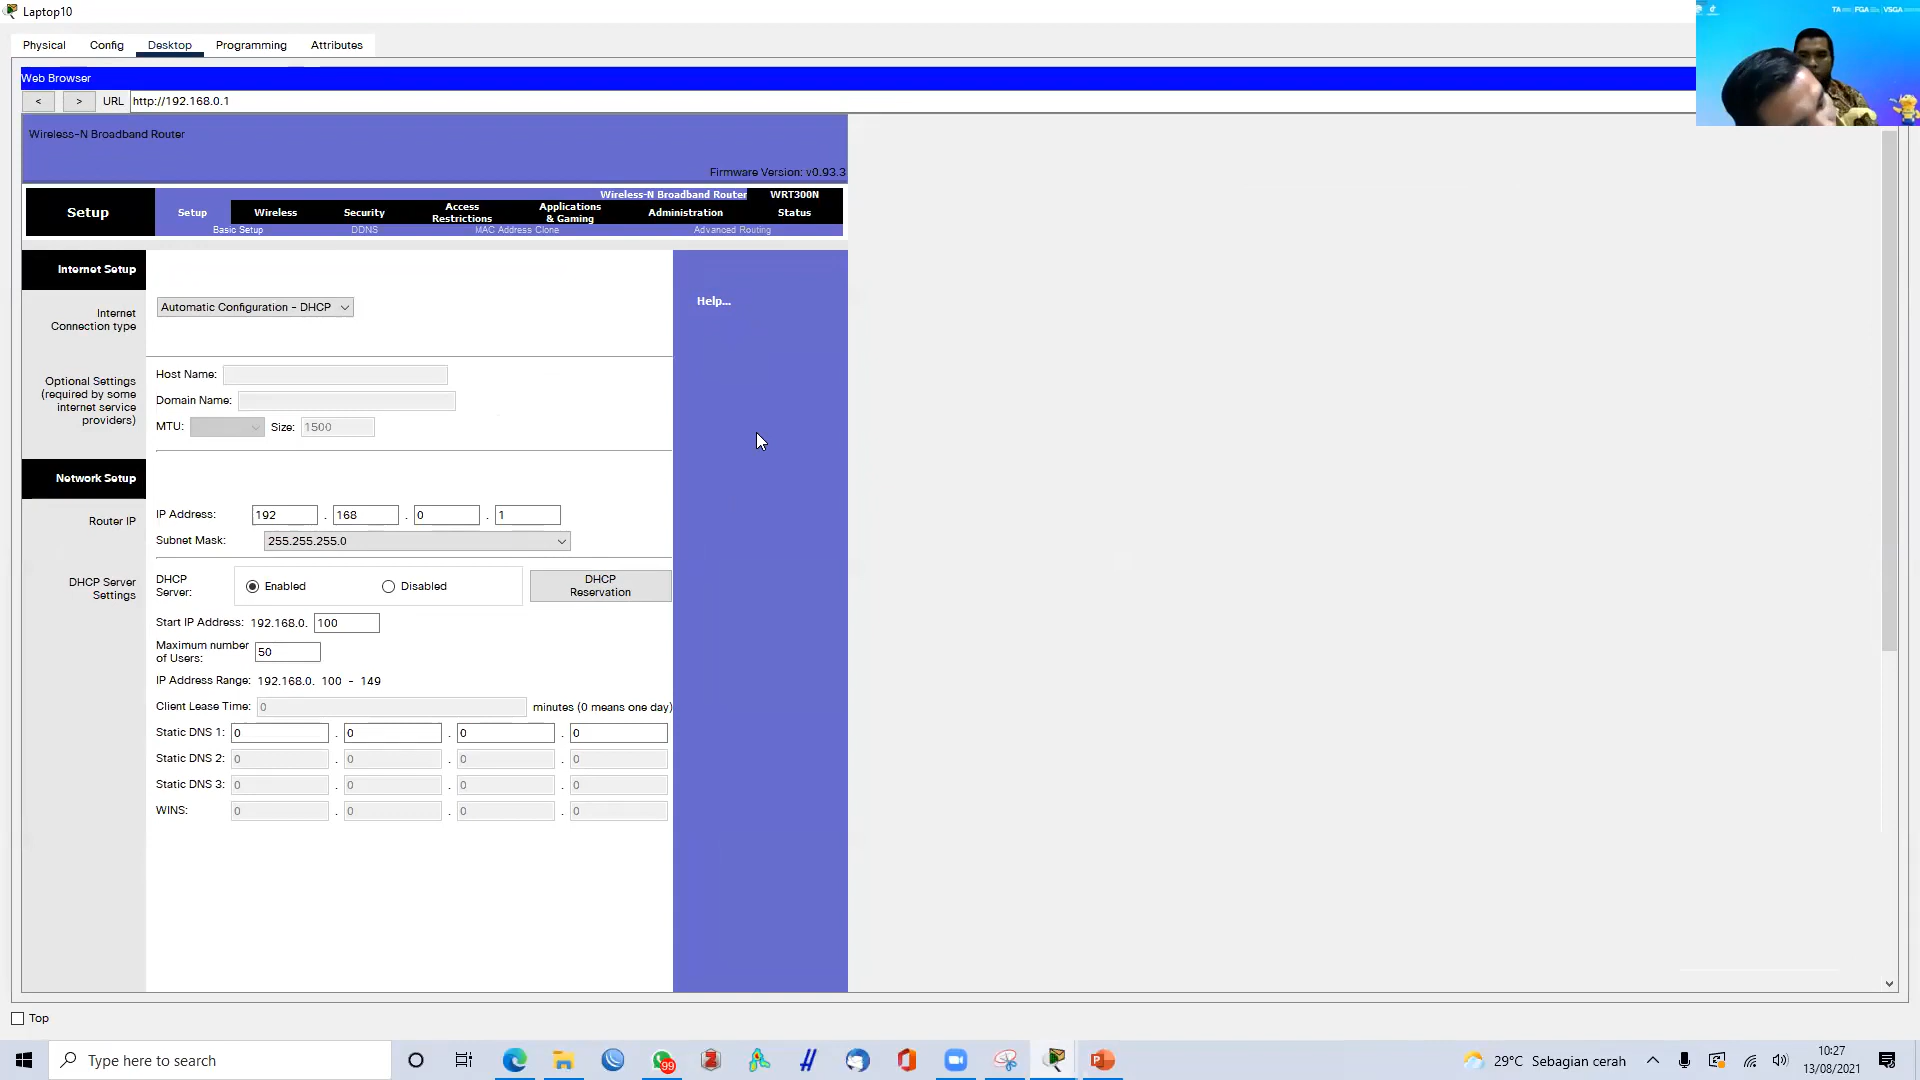 Laptop10
TA
FGA
VSGA
Physical Config Desktop Programming Attributes
Web Browser
< > URL http://192.168.0.1
Wireless-N Broadband Router
Firmware Version: v0.93.3
Wireless-N Broadband Router WRT300N
Setup Setup Wireless Security Access Restrictions Applications & Gaming Administration Status
Basic Setup DDNS MAC Address Clone Advanced Routing
Internet Setup
Internet
Connection type
Automatic Configuration - DHCP
Help...
Optional Settings
(required by some
internet service
providers)
Host Name:
Domain Name:
MTU: Size: 1500
Network Setup
Router IP
IP Address: 192 . 168 . 0 . 1
Subnet Mask: 255.255.255.0
DHCP Server
Settings
DHCP
Server:
Enabled Disabled
DHCP
Reservation
Start IP Address: 192.168.0. 100
Maximum number
of Users:
50
IP Address Range: 192.168.0. 100 - 149
Client Lease Time: 0 minutes (0 means one day)
Static DNS 1: 0 . 0 . 0 . 0
Static DNS 2: 0 . 0 . 0 . 0
Static DNS 3: 0 . 0 . 0 . 0
WINS: 0 . 0 . 0 . 0
Top
Type here to search
99
29°C Sebagian cerah
10:27
13/08/2021